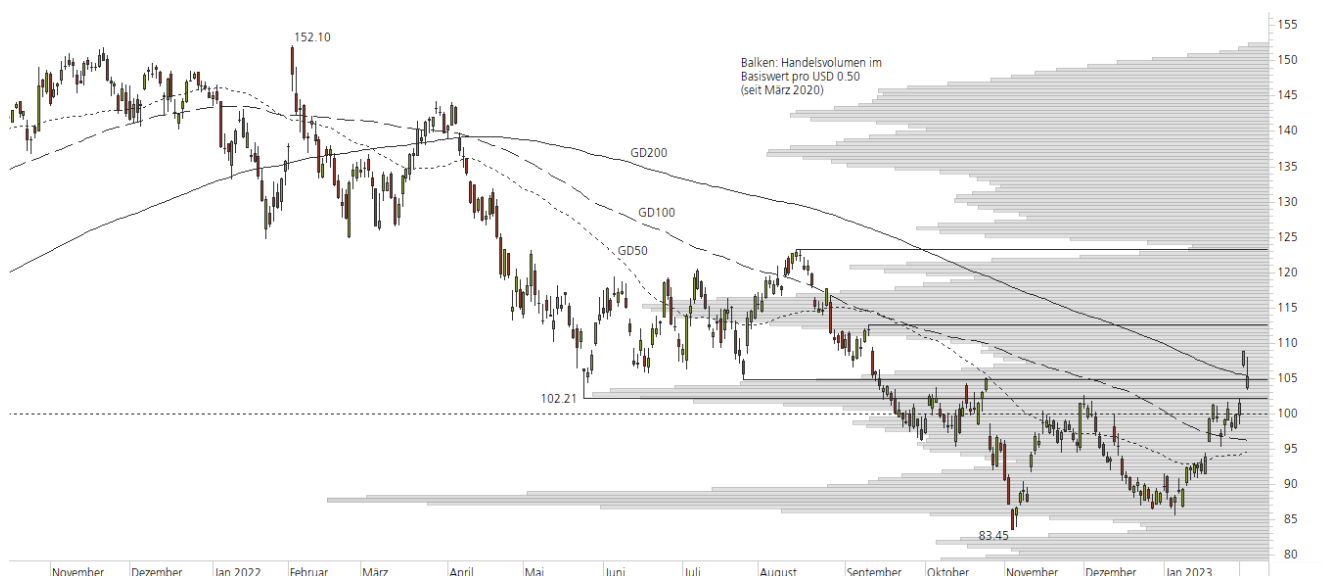 155
152.10
150
Balken: Handelsvolumen im
Basiswert pro USD 0.50
(seit März 2020)
145
140
135
GD200
130
GD100
125
GD50
120
115
110
105
102.21
100
95
90
85
83.45
80
November Dezember Jan 2022 Februar März April Mai Juni Juli August September Oktober November Dezember Jan 2023